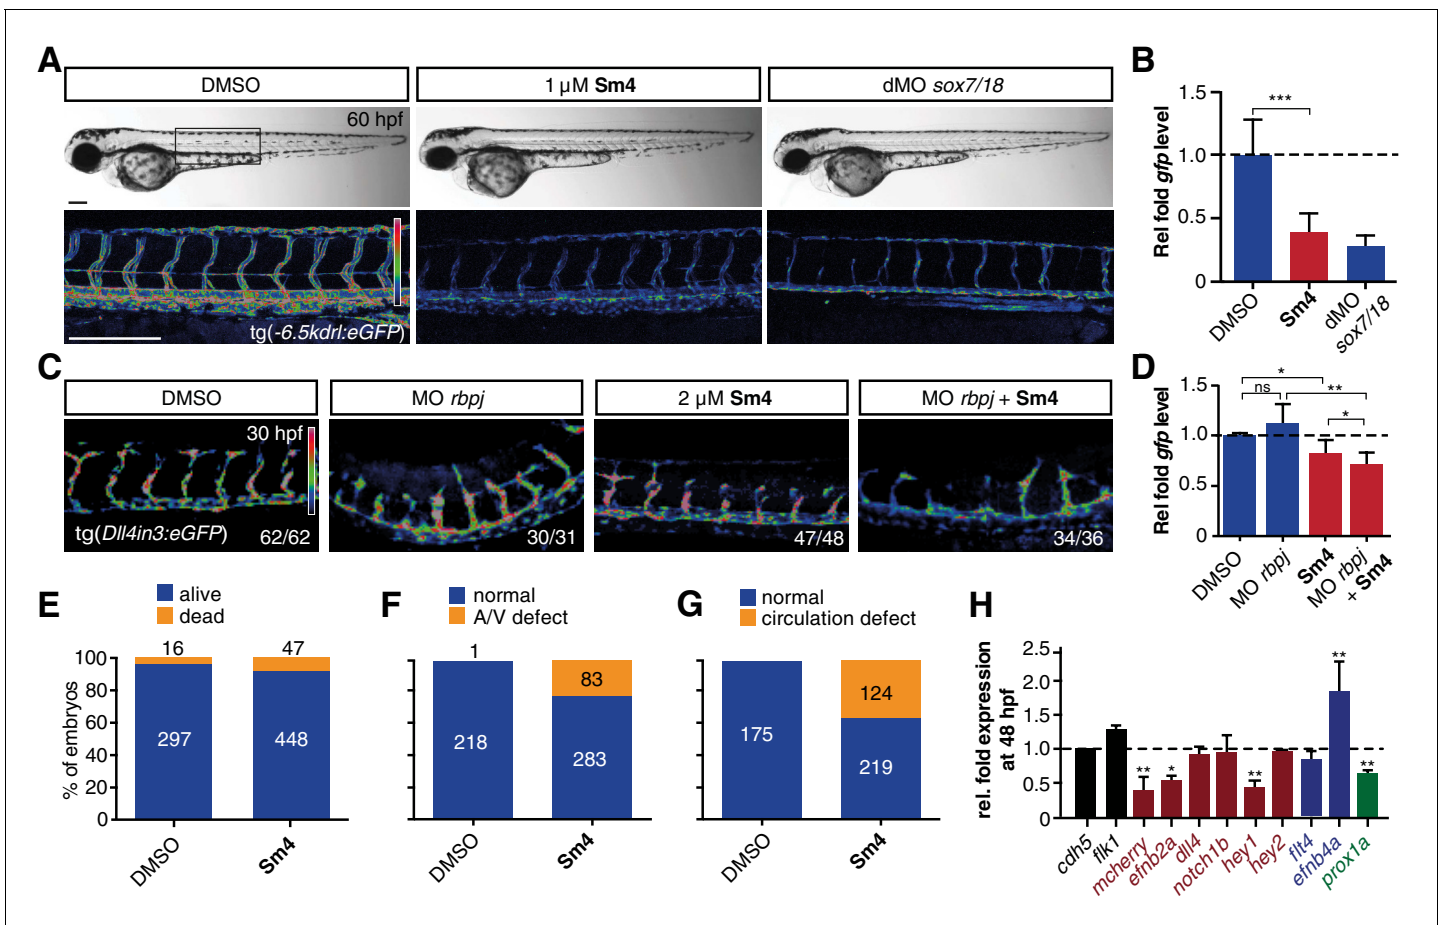 A
DMSO
1 µM Sm4
dMO sox7/18
60 hpf
tg(-6.5kdrl:eGFP)
B
Rel fold gfp level
1.5
1.0
0.5
0
***
DMSO
Sm4
dMO
sox7/18
C
DMSO
MO rbpj
2 µM Sm4
MO rbpj + Sm4
30 hpf
tg(Dll4in3:eGFP)
62/62
30/31
47/48
34/36
D
Rel fold gfp level
1.5
1.0
0.5
0
*
ns
**
*
DMSO
MO rbpj
Sm4
MO rbpj
+ Sm4
E
alive
dead
% of embryos
100
80
60
40
20
0
16
47
297
448
DMSO
Sm4
F
normal
A/V defect
1
83
218
283
DMSO
Sm4
G
normal
circulation defect
124
175
219
DMSO
Sm4
H
rel. fold expression
at 48 hpf
2.5
2.0
1.5
1.0
0.5
0
**
*
**
**
**
cdh5
flk1
mcherry
efnb2a
dll4
notch1b
hey1
hey2
flt4
efnb4a
prox1a